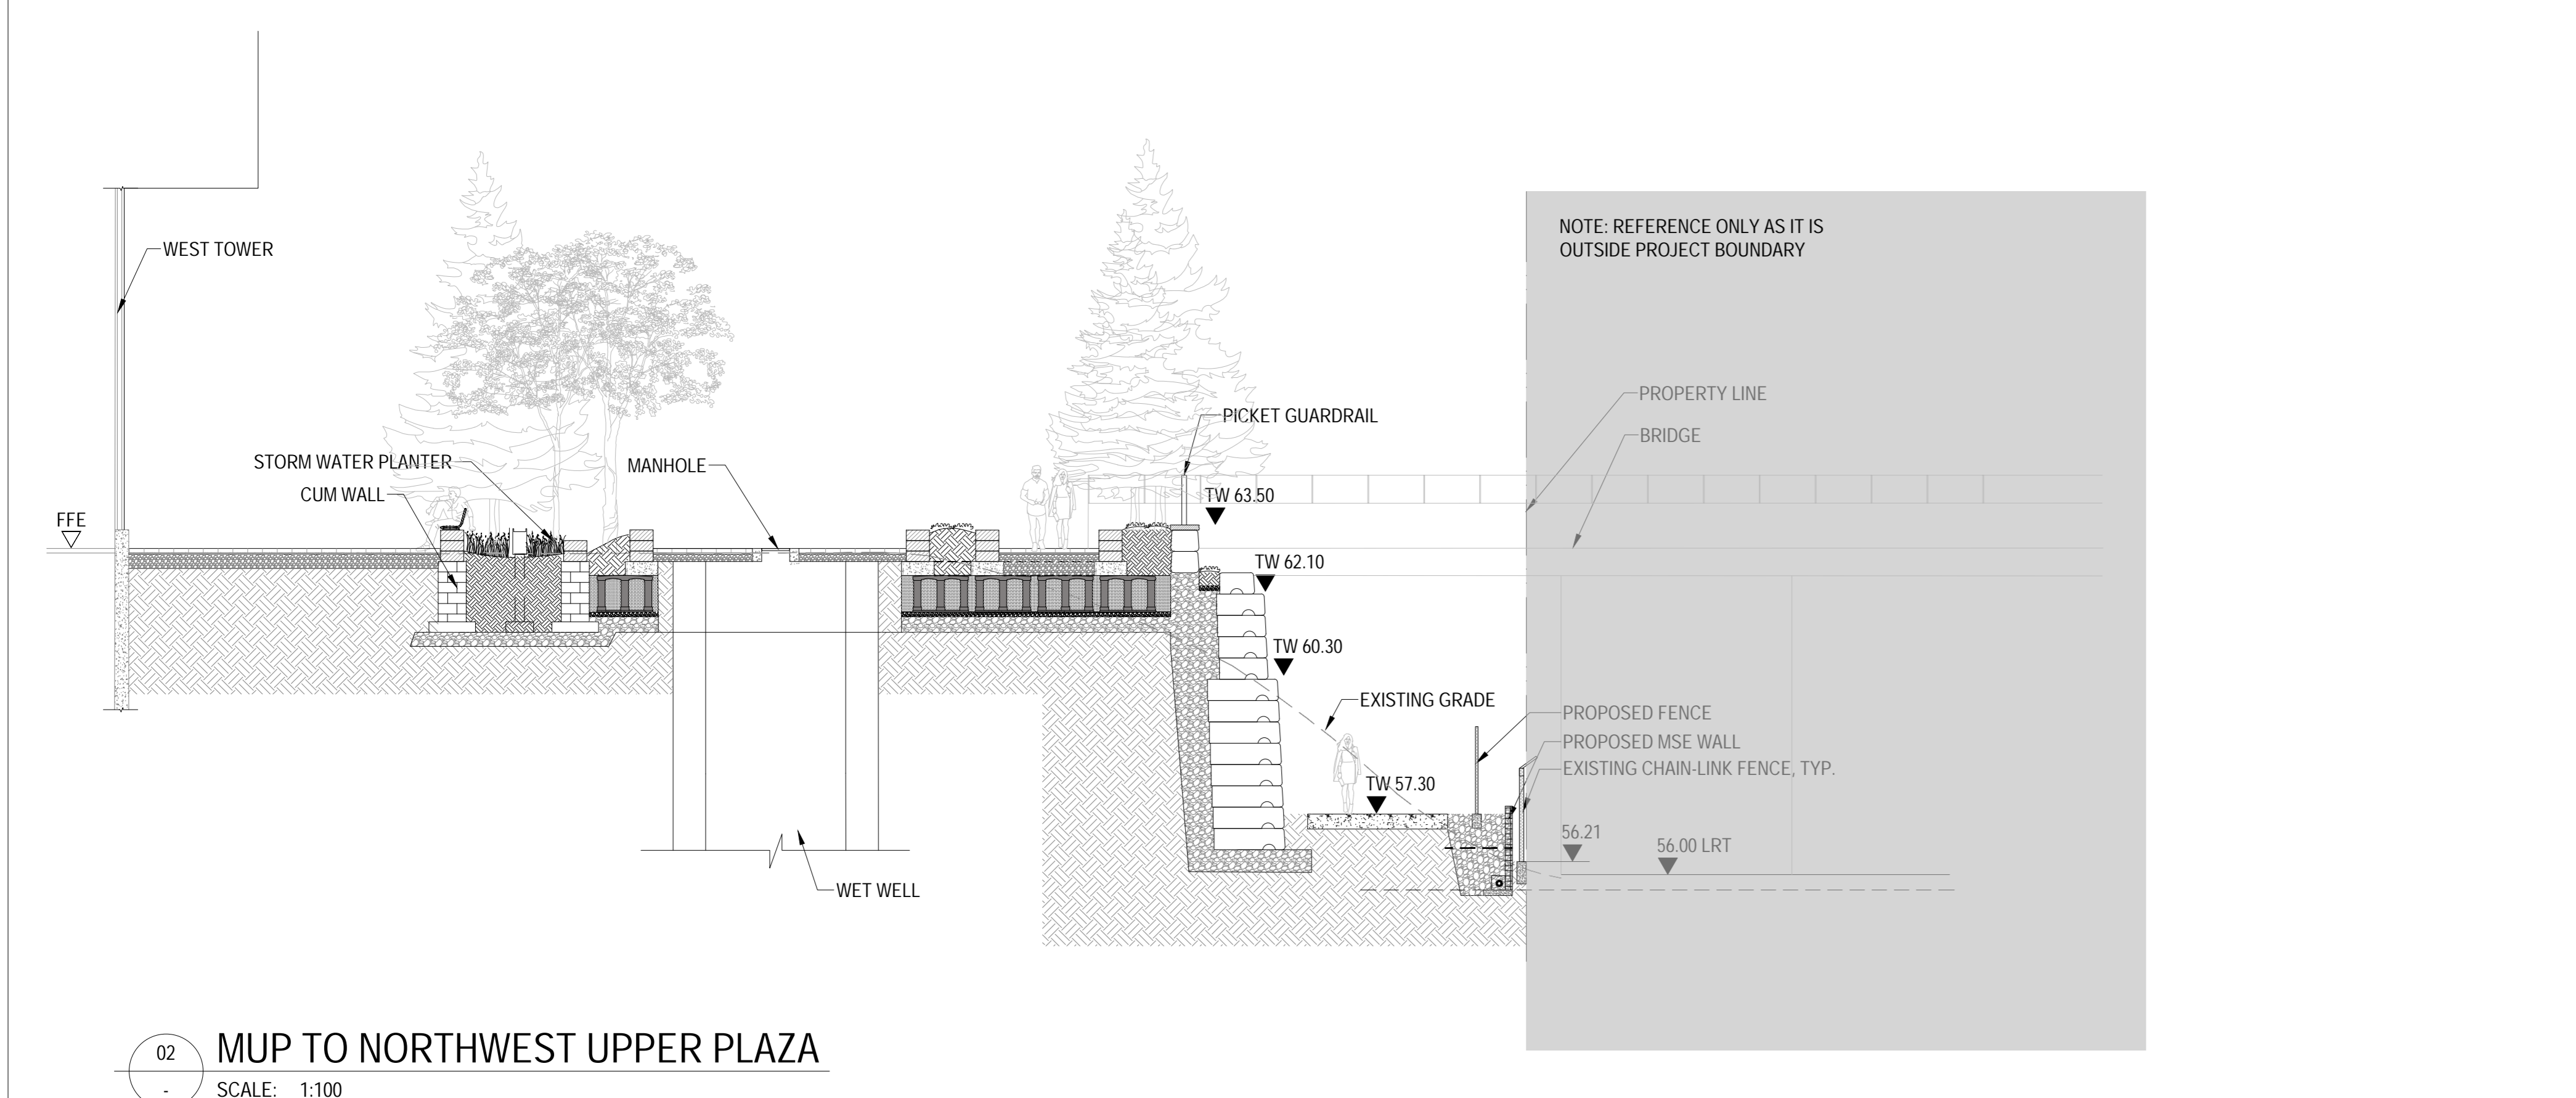 NOTE: REFERENCE ONLY AS IT IS
OUTSIDE PROJECT BOUNDARY
WEST TOWER
PROPERTY LINE
PICKET GUARDRAIL
BRIDGE
STORM WATER PLANTER
MANHOLE
CUM WALL
TW 63.50
FFE
TW 62.10
TW 60.30
EXISTING GRADE
PROPOSED FENCE
PROPOSED MSE WALL
EXISTING CHAIN-LINK FENCE, TYP.
TW 57.30
56.21
56.00 LRT
WET WELL
02
MUP TO NORTHWEST UPPER PLAZA
-
SCALE: 1:100